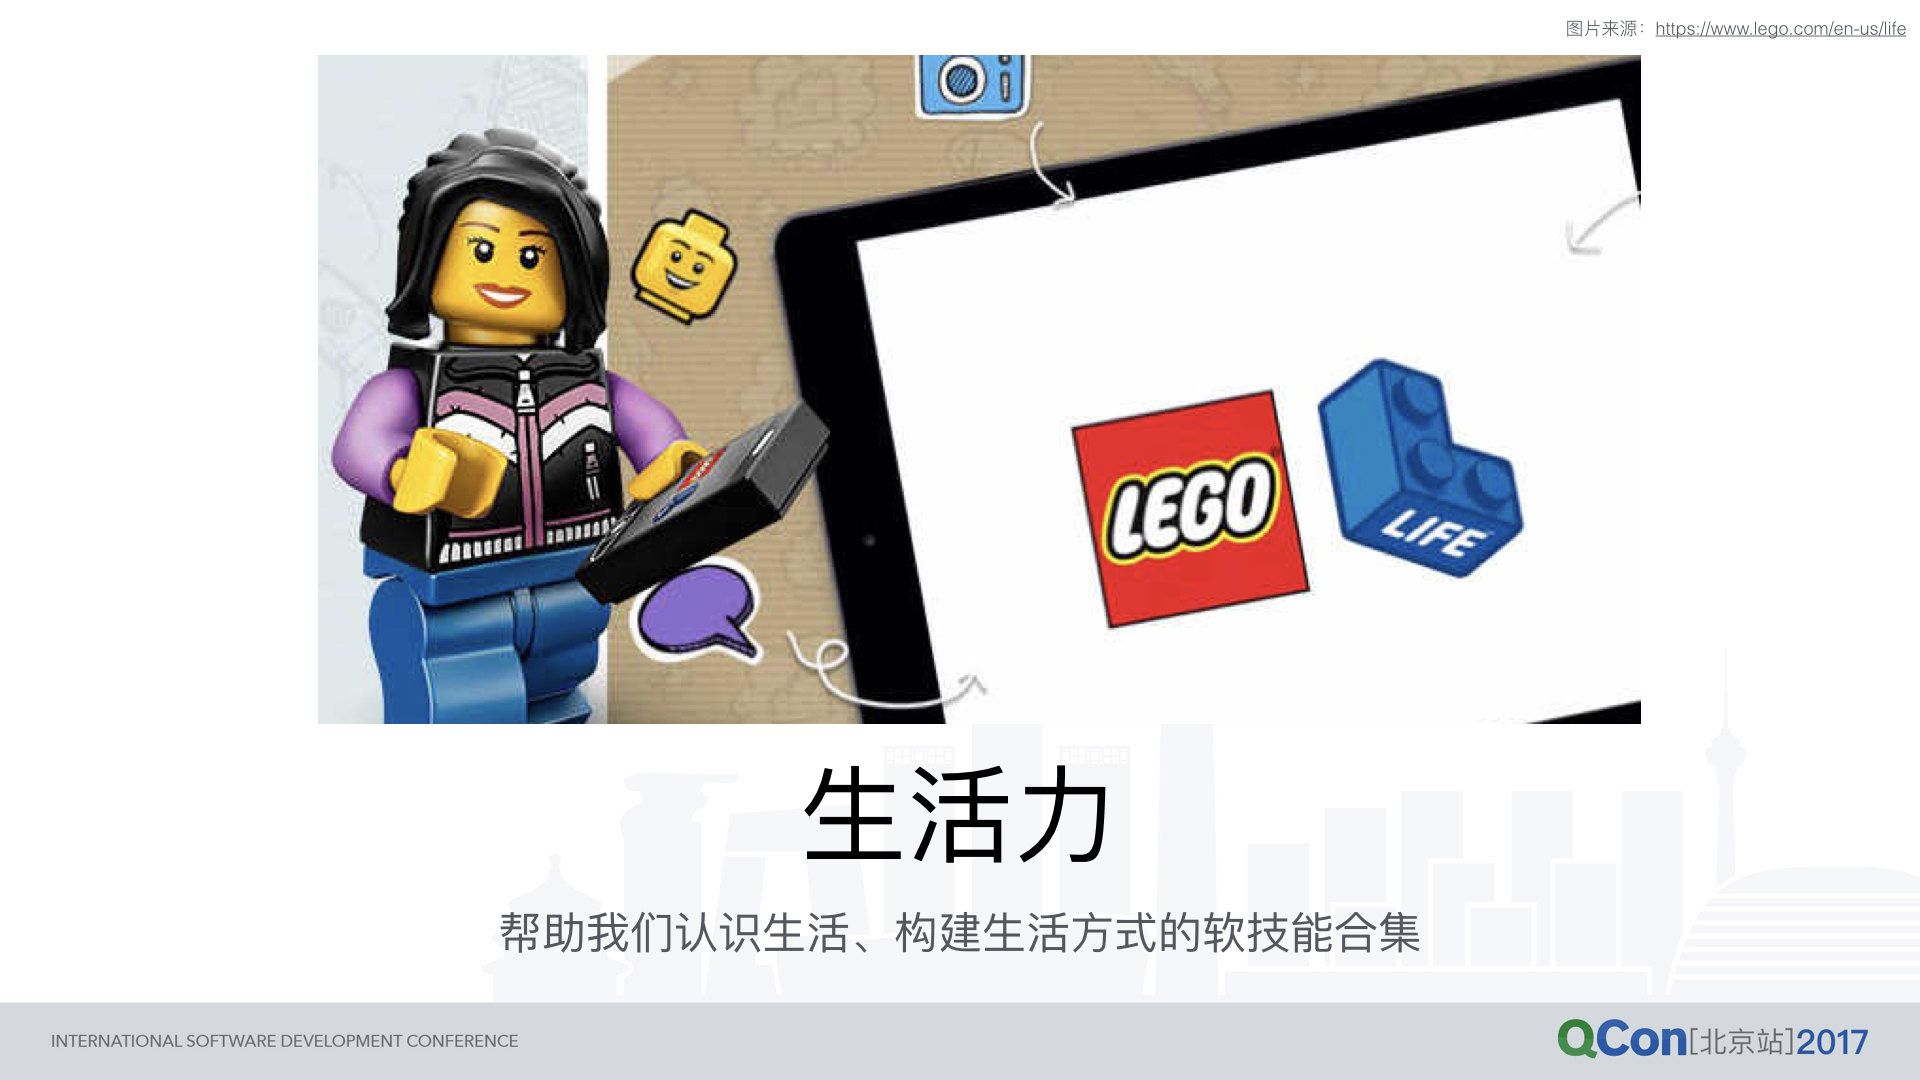 图片来源：https://www.lego.com/en-us/life
LEGO
LIFE
生活力
帮助我们认识生活、构建生活方式的软技能合集
INTERNATIONAL SOFTWARE DEVELOPMENT CONFERENCE
QCon[北京站]2017